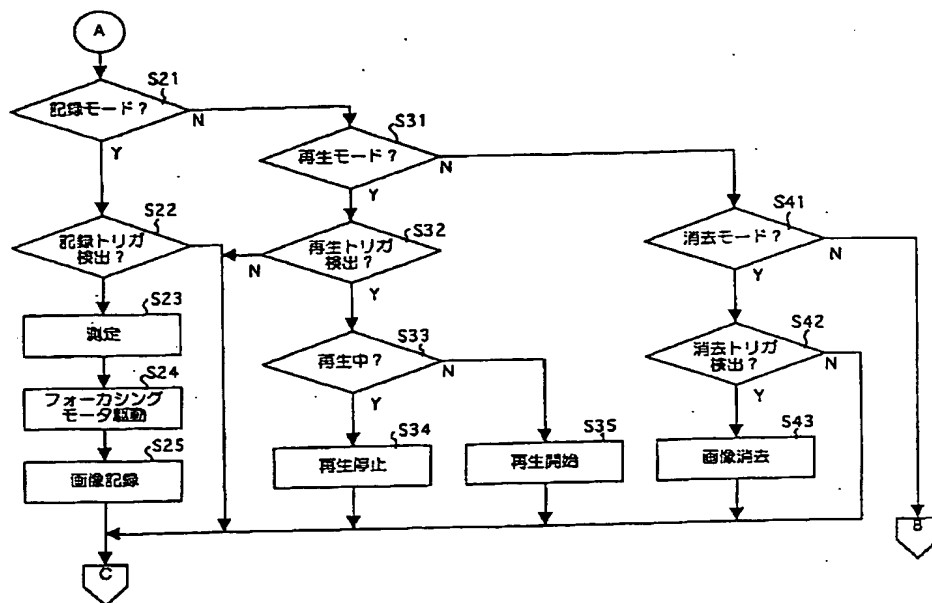 A
S21
記録モード?
N
Y
S31
再生モード?
N
Y
S41
消去モード?
N
Y
S22
記録トリガ
検出?
S32
再生トリガ
検出?
N
Y
S42
消去トリガ
検出?
N
Y
S23
測定
S33
再生中?
N
Y
S24
フォーカシング
モータ駆動
S34
再生停止
S35
再生開始
S43
画像消去
S25
画像記録
B
C